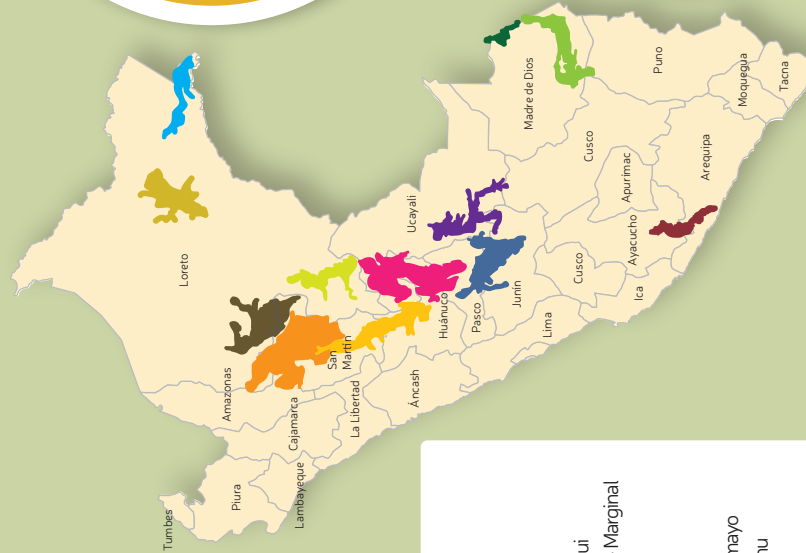 Tumbes
Loreto
Amazonas
Piura
Cajamarca
Lambayeque
San
Martín
La Libertad
Ucayali
Áncash
Huánuco
Pasco
Junín
Madre de Dios
Lima
Cusco
Cusco
Apurímac
Ayacucho
Ica
Puno
Arequipa
Moquegua
Tacna
ui
Marginal
mayo